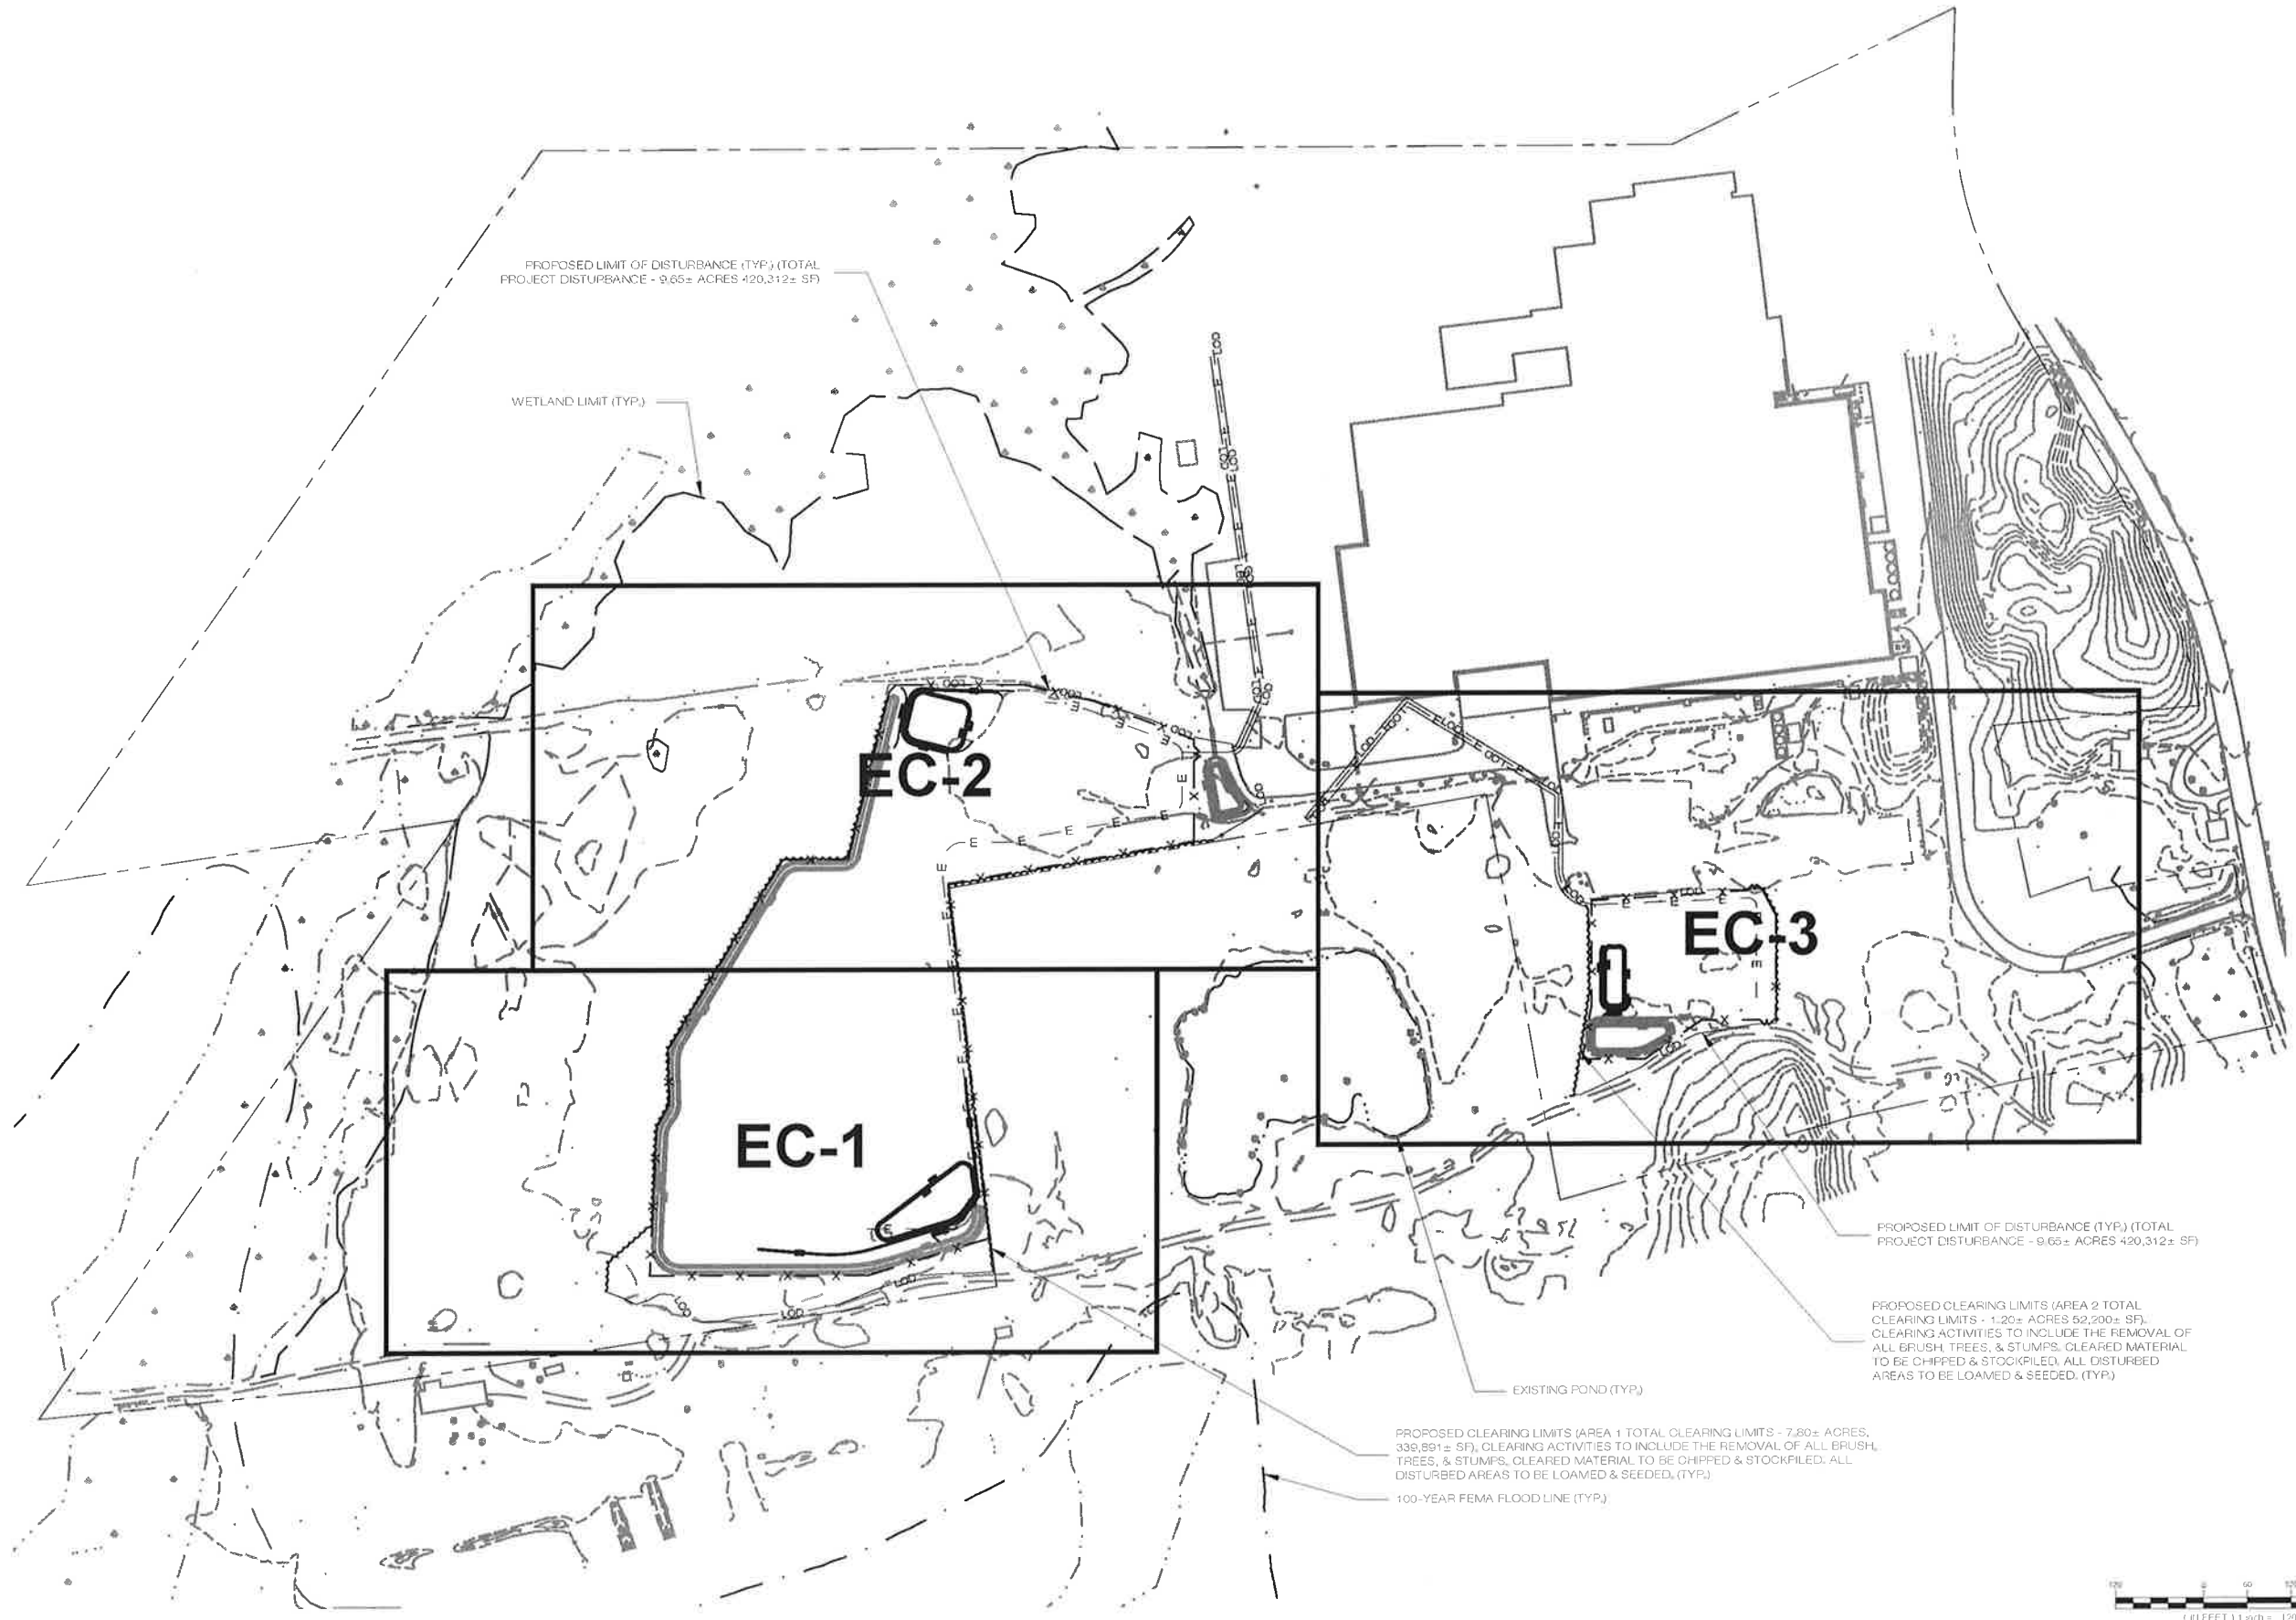 PROPOSED LIMIT OF DISTURBANCE (TYP.) (TOTAL
PROJECT DISTURBANCE - 9.65± ACRES 420,312± SF)
WETLAND LIMIT (TYP.)
EC-2
EC-3
EC-1
PROPOSED LIMIT OF DISTURBANCE (TYP.) (TOTAL
PROJECT DISTURBANCE - 9.65± ACRES 420,312± SF)
PROPOSED CLEARING LIMITS (AREA 2 TOTAL
CLEARING LIMITS - 1.20± ACRES 52,200± SF).
CLEARING ACTIVITIES TO INCLUDE THE REMOVAL OF
ALL BRUSH, TREES, & STUMPS. CLEARED MATERIAL
TO BE CHIPPED & STOCKPILED. ALL DISTURBED
AREAS TO BE LOAMED & SEEDED. (TYP.)
EXISTING POND (TYP.)
PROPOSED CLEARING LIMITS (AREA 1 TOTAL CLEARING LIMITS - 7.80± ACRES,
339,891± SF). CLEARING ACTIVITIES TO INCLUDE THE REMOVAL OF ALL BRUSH,
TREES, & STUMPS. CLEARED MATERIAL TO BE CHIPPED & STOCKPILED. ALL
DISTURBED AREAS TO BE LOAMED & SEEDED. (TYP.)
100-YEAR FEMA FLOOD LINE (TYP.)
120 0 60 120